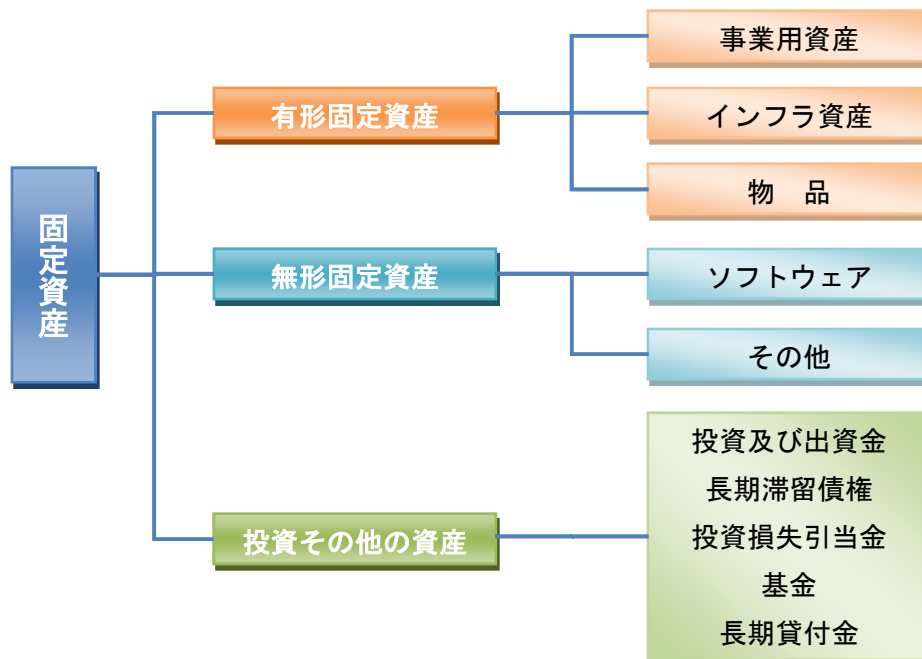 固定資産
有形固定資産
事業用資産
インフラ資産
物　品
無形固定資産
ソフトウェア
その他
投資その他の資産
投資及び出資金
長期滞留債権
投資損失引当金
基金
長期貸付金